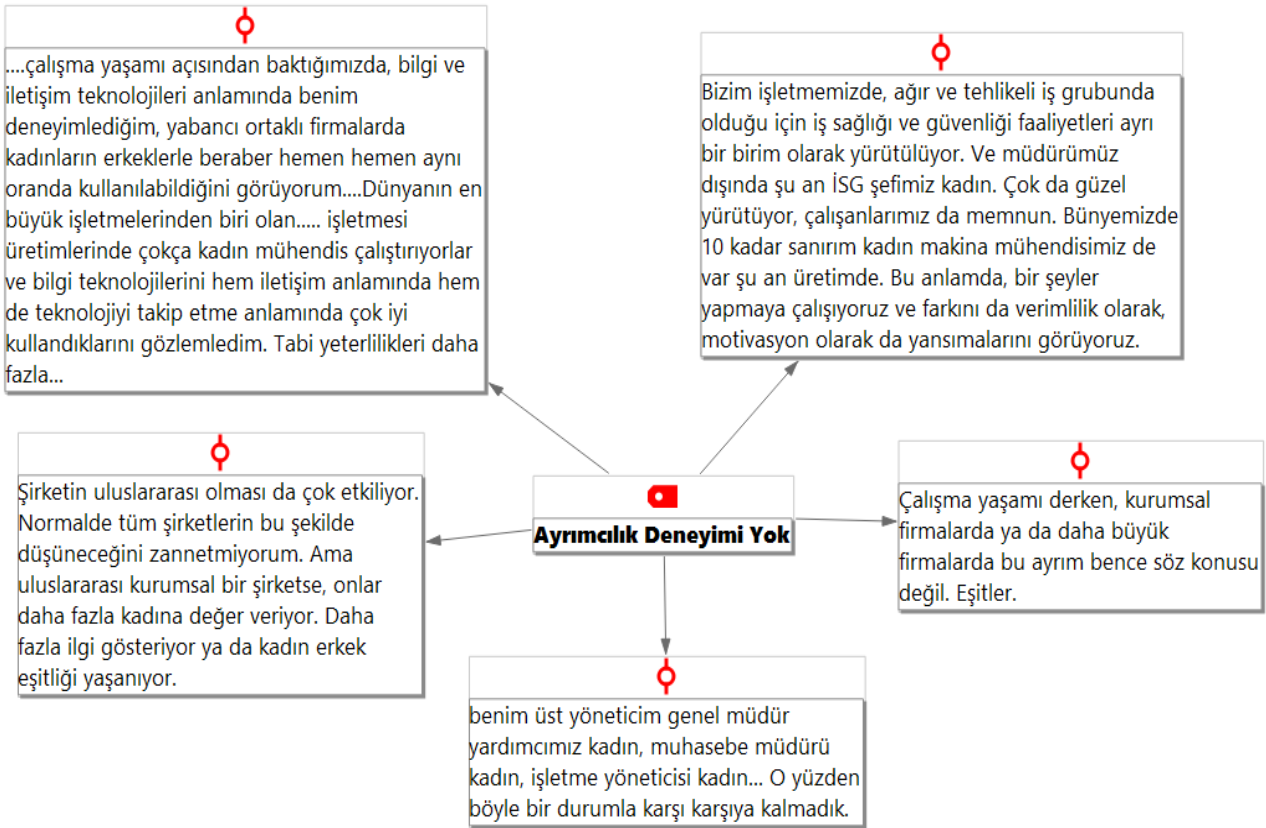 ....çalışma yaşamı açısından baktığımızda, bilgi ve
iletişim teknolojileri anlamında benim
deneyimlediğim, yabancı ortaklı firmalarda
kadınların erkeklerle beraber hemen hemen aynı
oranda kullanılabildiğini görüyorum....Dünyanın en
büyük işletmelerinden biri olan..... işletmesi
üretimlerinde çokça kadın mühendis çalıştırıyorlar
ve bilgi teknolojilerini hem iletişim anlamında hem
de teknolojiyi takip etme anlamında çok iyi
kullandıklarını gözlemledim. Tabi yeterlilikleri daha
fazla...
Bizim işletmemizde, ağır ve tehlikeli iş grubunda
olduğu için iş sağlığı ve güvenliği faaliyetleri ayrı
bir birim olarak yürütülüyor. Ve müdürümüz
dışında şu an İSG şefimiz kadın. Çok da güzel
yürütüyor, çalışanlarımız da memnun. Bünyemizde
10 kadar sanırım kadın makina mühendisimiz de
var şu an üretimde. Bu anlamda, bir şeyler
yapmaya çalışıyoruz ve farkını da verimlilik olarak,
motivasyon olarak da yansımalarını görüyoruz.
Şirketin uluslararası olması da çok etkiliyor.
Normalde tüm şirketlerin bu şekilde
düşüneceğini zannetmiyorum. Ama
uluslararası kurumsal bir şirketse, onlar
daha fazla kadına değer veriyor. Daha
fazla ilgi gösteriyor ya da kadın erkek
eşitliği yaşanıyor.
Ayrımcılık Deneyimi Yok
Çalışma yaşamı derken, kurumsal
firmalarda ya da daha büyük
firmalarda bu ayrım bence söz konusu
değil. Eşitler.
benim üst yöneticim genel müdür
yardımcımız kadın, muhasebe müdürü
kadın, işletme yöneticisi kadın... O yüzden
böyle bir durumla karşı karşıya kalmadık.